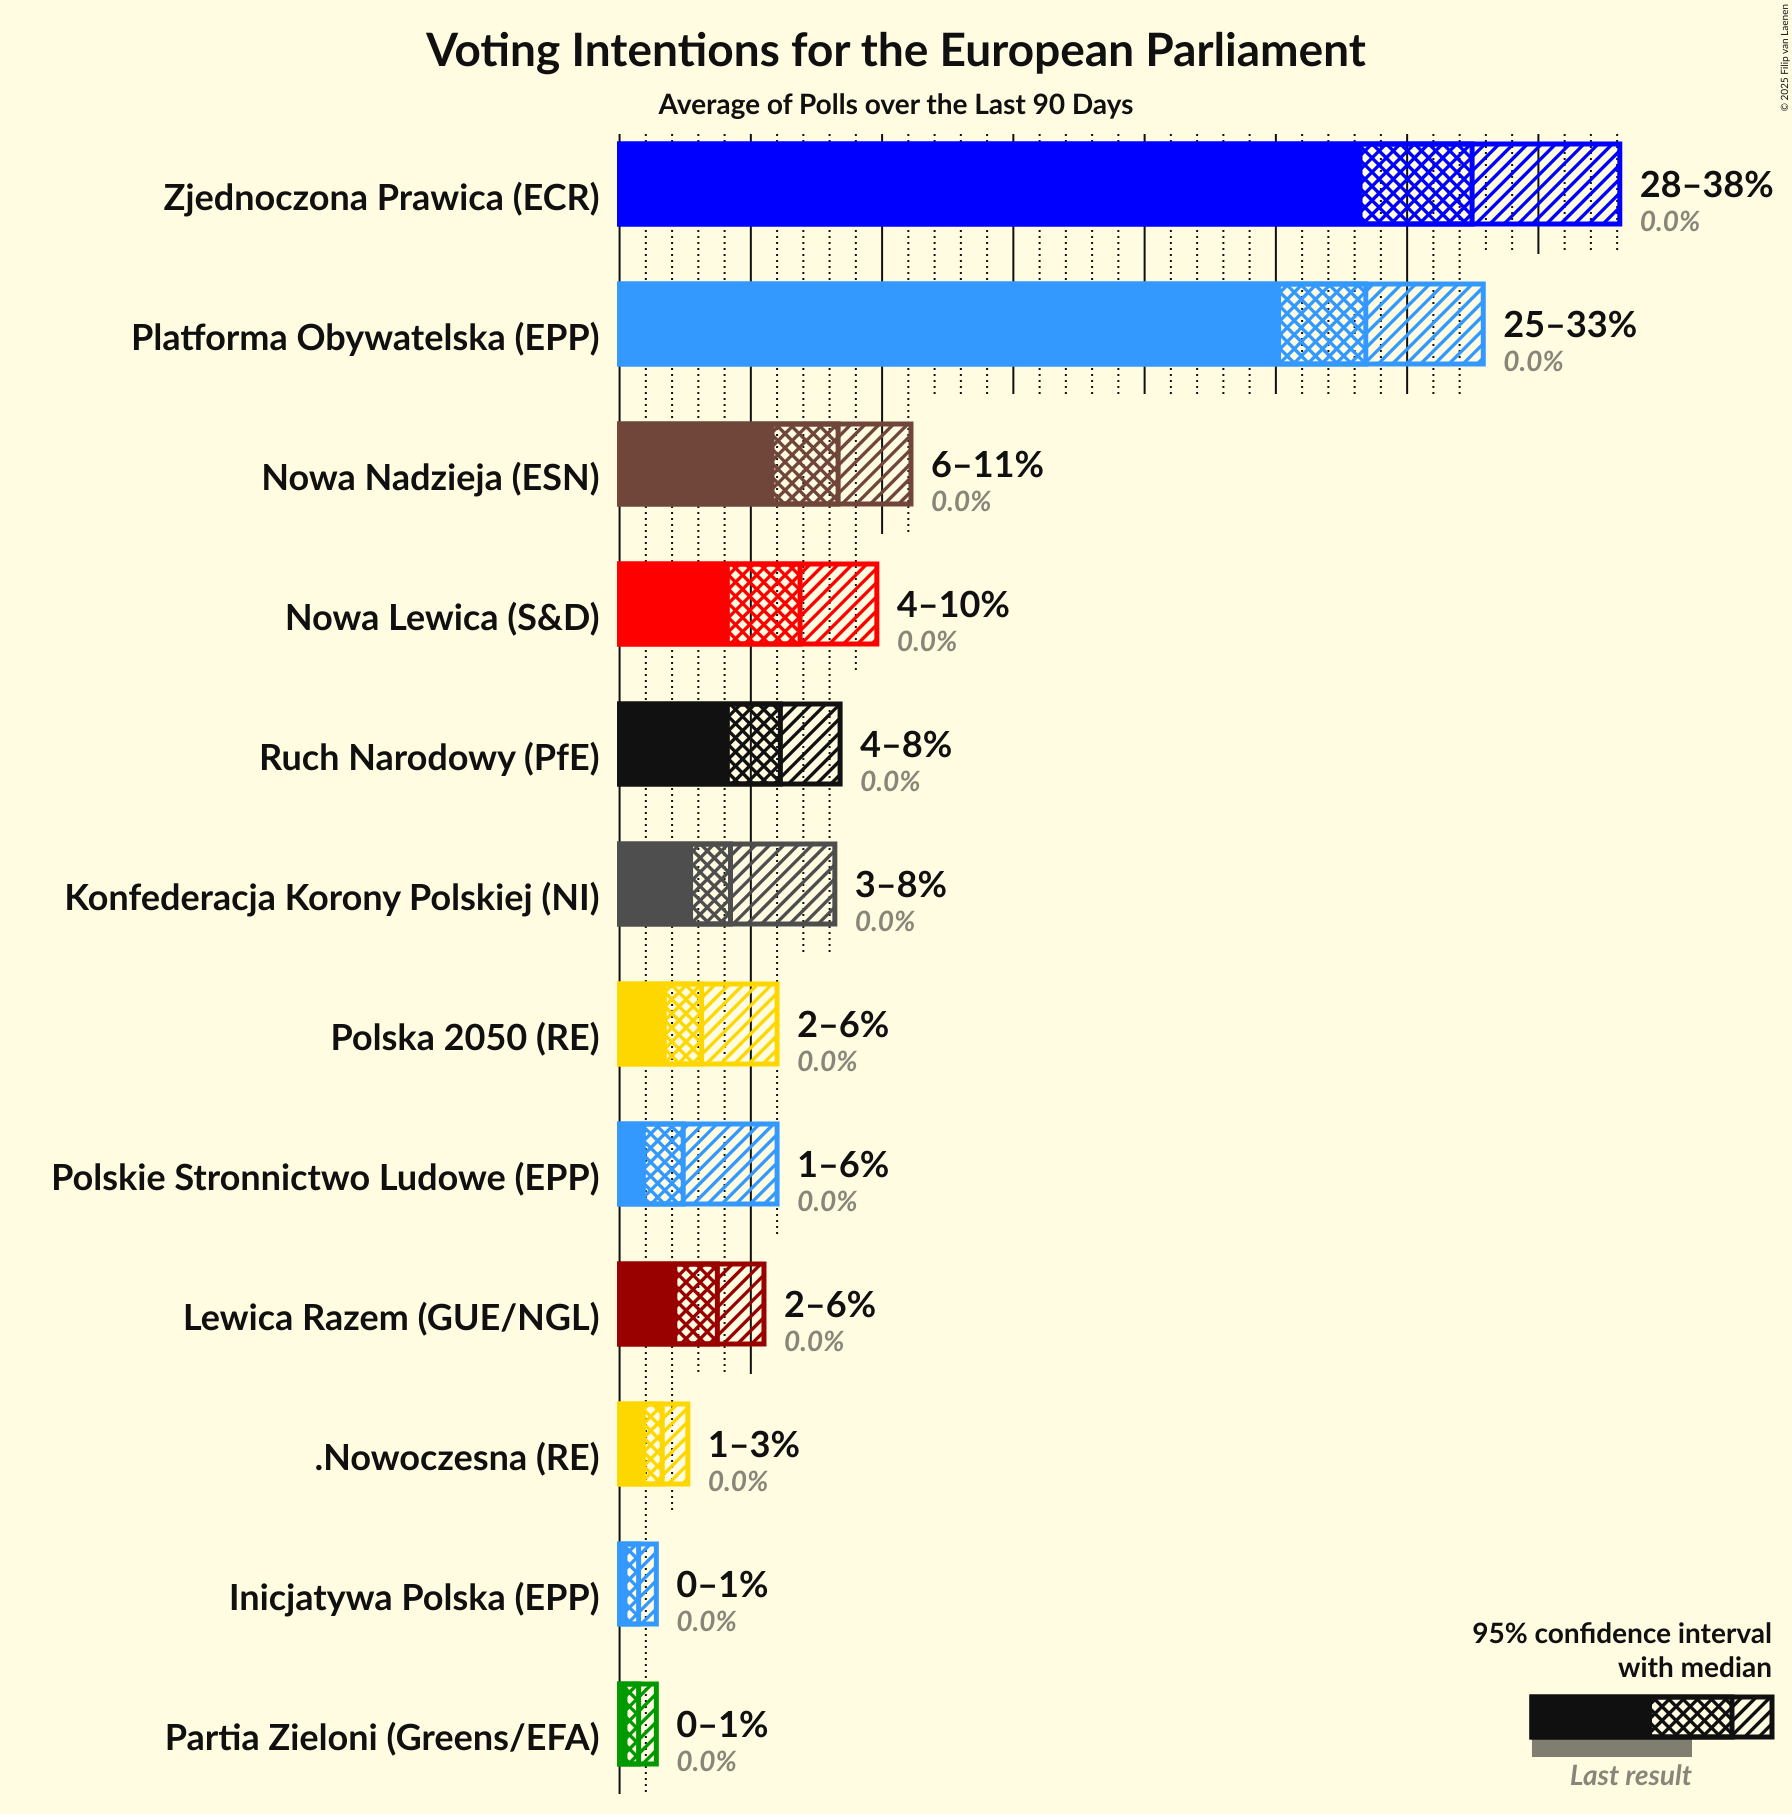 Voting Intentions for the European Parliament
Average of Polls over the Last 90 Days
© 2025 Filip van Laenen
Zjednoczona Prawica (ECR)
28–38%
0.0%
Platforma Obywatelska (EPP)
25–33%
0.0%
Nowa Nadzieja (ESN)
6–11%
0.0%
Nowa Lewica (S&D)
4–10%
0.0%
Ruch Narodowy (PfE)
4–8%
0.0%
Konfederacja Korony Polskiej (NI)
3–8%
0.0%
Polska 2050 (RE)
2–6%
0.0%
Polskie Stronnictwo Ludowe (EPP)
1–6%
0.0%
Lewica Razem (GUE/NGL)
2–6%
0.0%
.Nowoczesna (RE)
1–3%
0.0%
Inicjatywa Polska (EPP)
0–1%
0.0%
Partia Zieloni (Greens/EFA)
0–1%
0.0%
95% confidence interval
with median
Last result